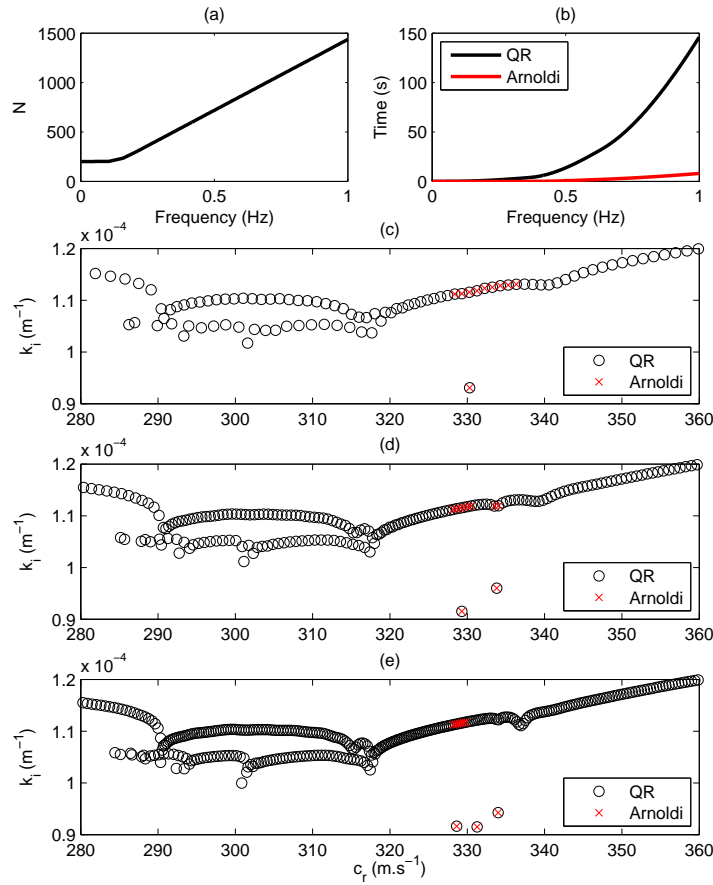 (a)
(b)
N
1500
1000
500
0
0
0.5
1
Frequency (Hz)
Time (s)
150
100
50
0
0
0.5
1
Frequency (Hz)
QR
Arnoldi
(c)
x 10⁻⁴
k_i (m⁻¹)
1.2
1.1
1
0.9
280 290 300 310 320 330 340 350 360
QR
Arnoldi
(d)
x 10⁻⁴
k_i (m⁻¹)
1.2
1.1
1
0.9
280 290 300 310 320 330 340 350 360
QR
Arnoldi
(e)
x 10⁻⁴
k_i (m⁻¹)
1.2
1.1
1
0.9
280 290 300 310 320 330 340 350 360
c_r (m.s⁻¹)
QR
Arnoldi